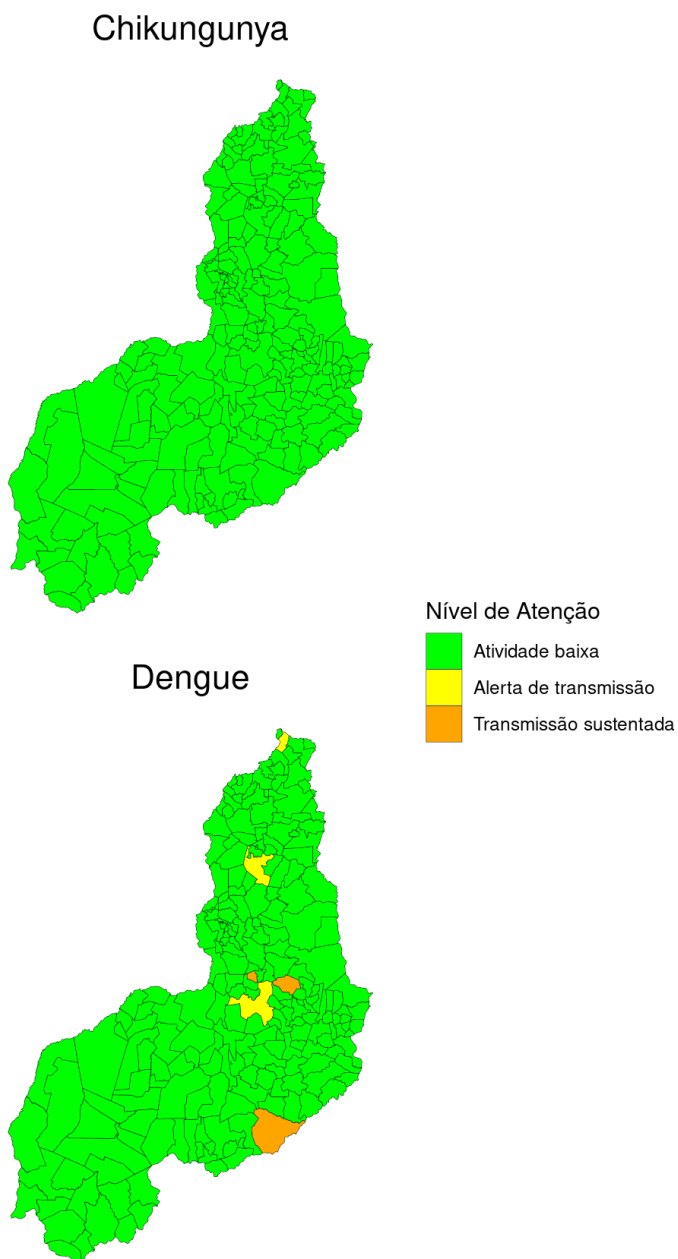 Chikungunya
Nível de Atenção
Atividade baixa
Alerta de transmissão
Transmissão sustentada
Dengue